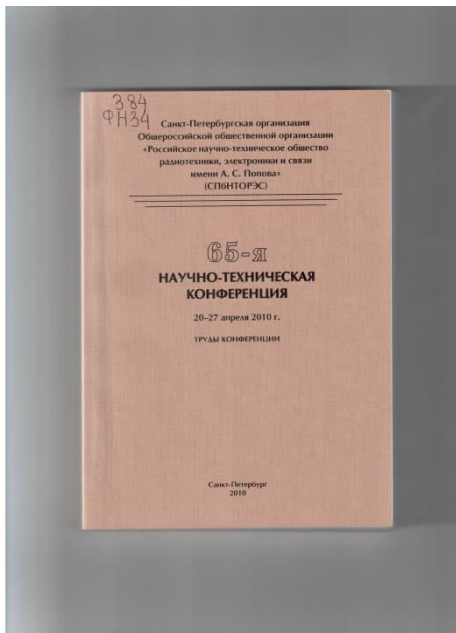 384
ФН34
Санкт-Петербургская организация
Общероссийской общественной организации
«Российское научно-техническое общество
радиотехники, электроники и связи
имени А. С. Попова»
(СПбНТОРЭС)
65-я
НАУЧНО-ТЕХНИЧЕСКАЯ
КОНФЕРЕНЦИЯ
20–27 апреля 2010 г.
ТРУДЫ КОНФЕРЕНЦИИ
Санкт-Петербург
2010